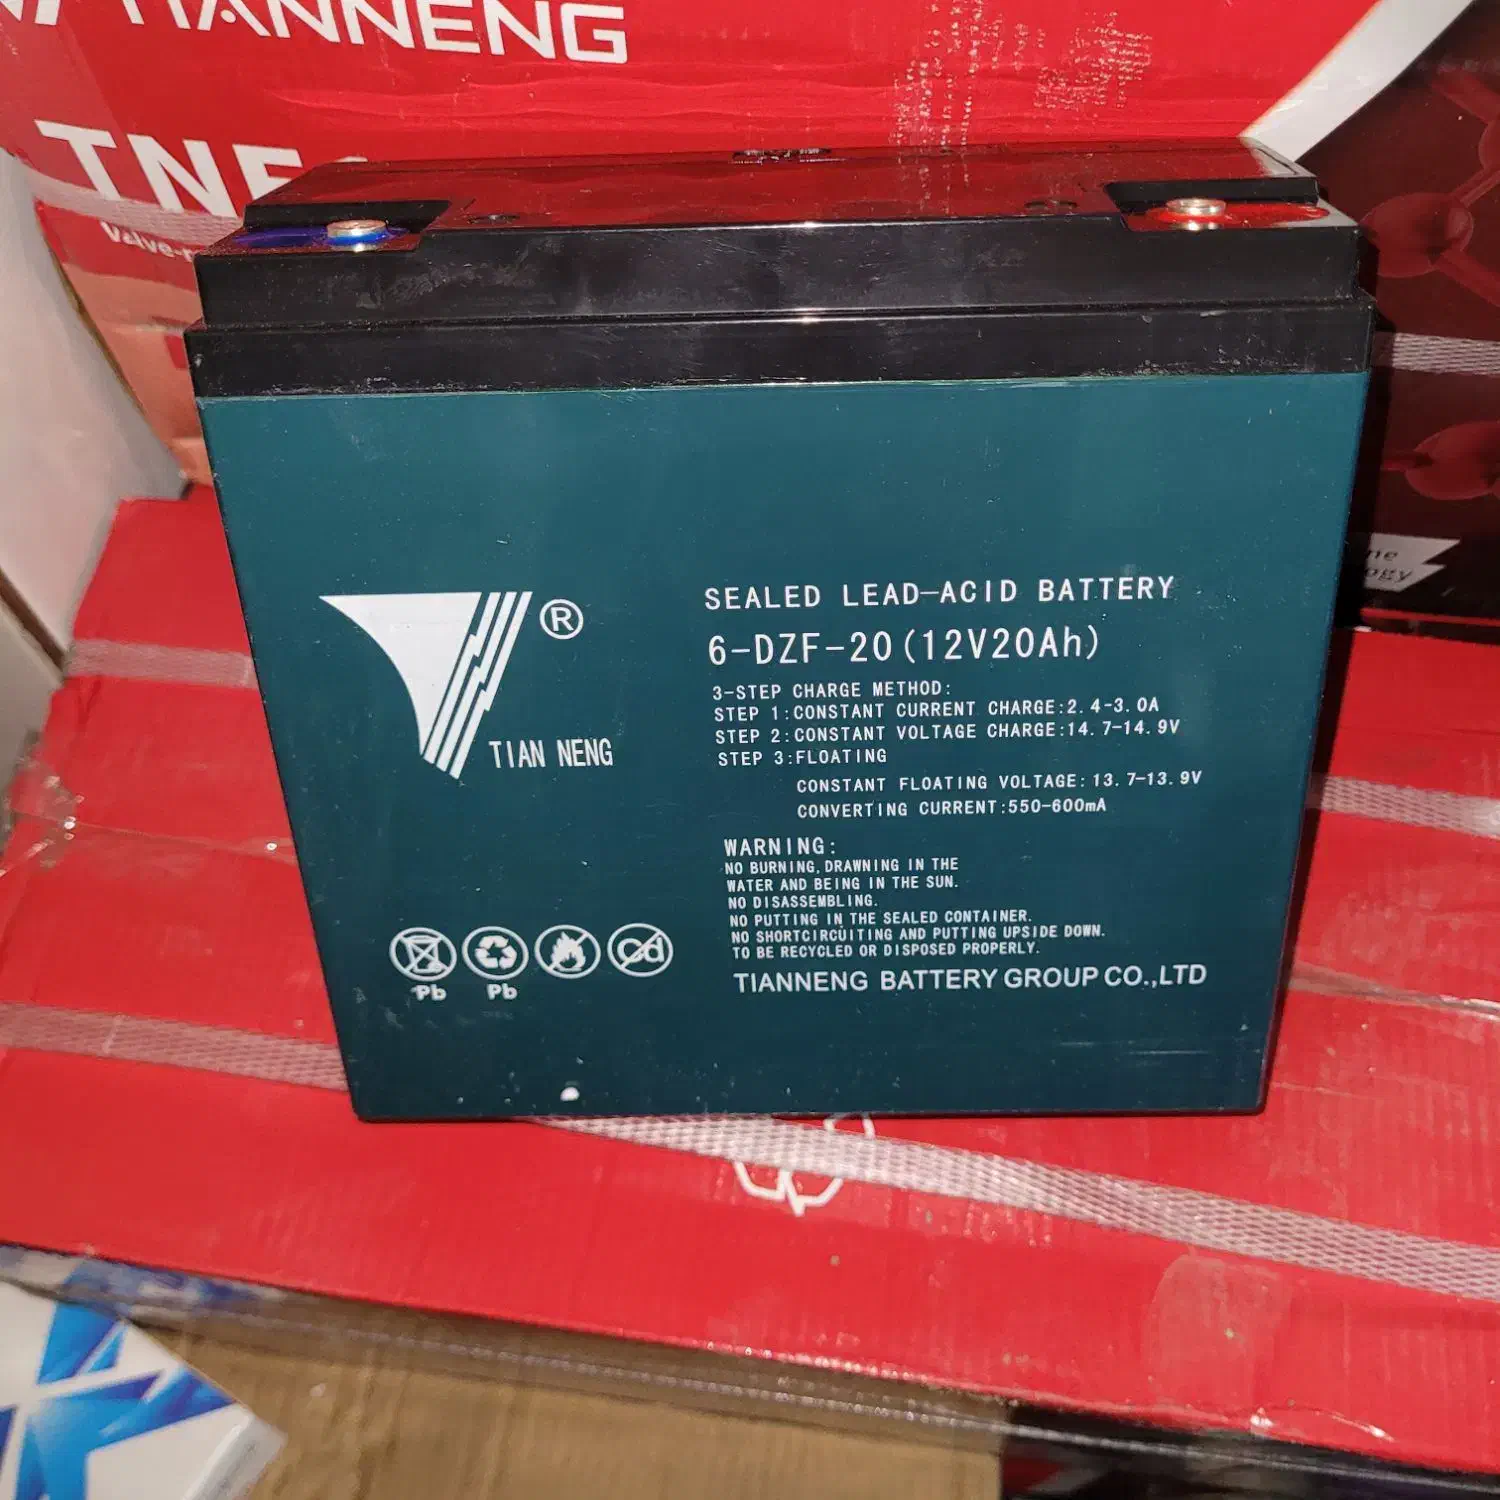 TIANNENG
TNE
Valve-
SEALED LEAD-ACID BATTERY
6-DZF-20(12V20Ah)
3-STEP CHARGE METHOD:
STEP 1:CONSTANT CURRENT CHARGE:2.4-3.0A
STEP 2:CONSTANT VOLTAGE CHARGE:14.7-14.9V
STEP 3:FLOATING
CONSTANT FLOATING VOLTAGE:13.7-13.9V
CONVERTING CURRENT:550-600mA
®
TIAN NENG
WARNING:
NO BURNING,DRAWNING IN THE
WATER AND BEING IN THE SUN.
NO DISASSEMBLING.
NO PUTTING IN THE SEALED CONTAINER.
NO SHORTCIRCUITING AND PUTTING UPSIDE DOWN.
TO BE RECYCLED OR DISPOSED PROPERLY.
TIANNENG BATTERY GROUP CO.,LTD
Cd
Pb Pb